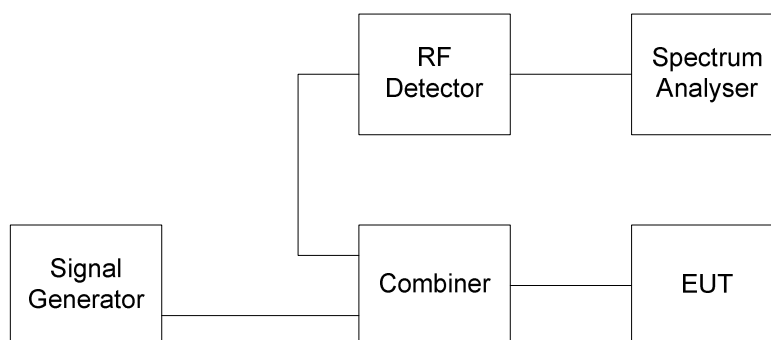 RF
Detector
Spectrum
Analyser
Signal
Generator
Combiner
EUT